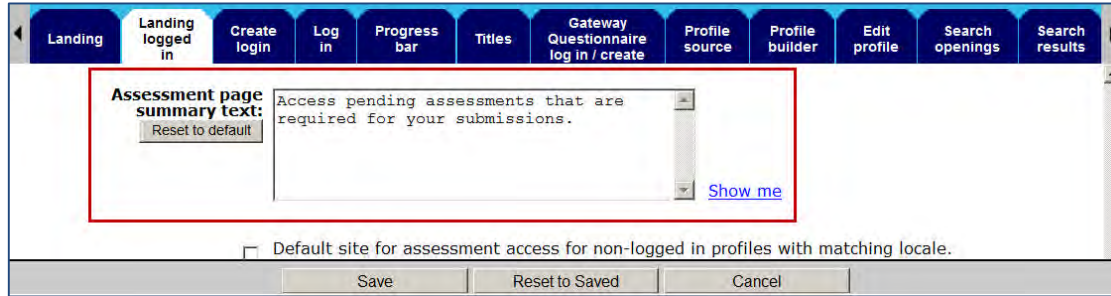 Landing
Landing
logged
in
Create
login
Log
in
Progress
bar
Titles
Gateway
Questionnaire
log in / create
Profile
source
Profile
builder
Edit
profile
Search
openings
Search
results
Assessment page
summary text:
Reset to default
Access pending assessments that are
required for your submissions.
Show me
Default site for assessment access for non-logged in profiles with matching locale.
Save
Reset to Saved
Cancel